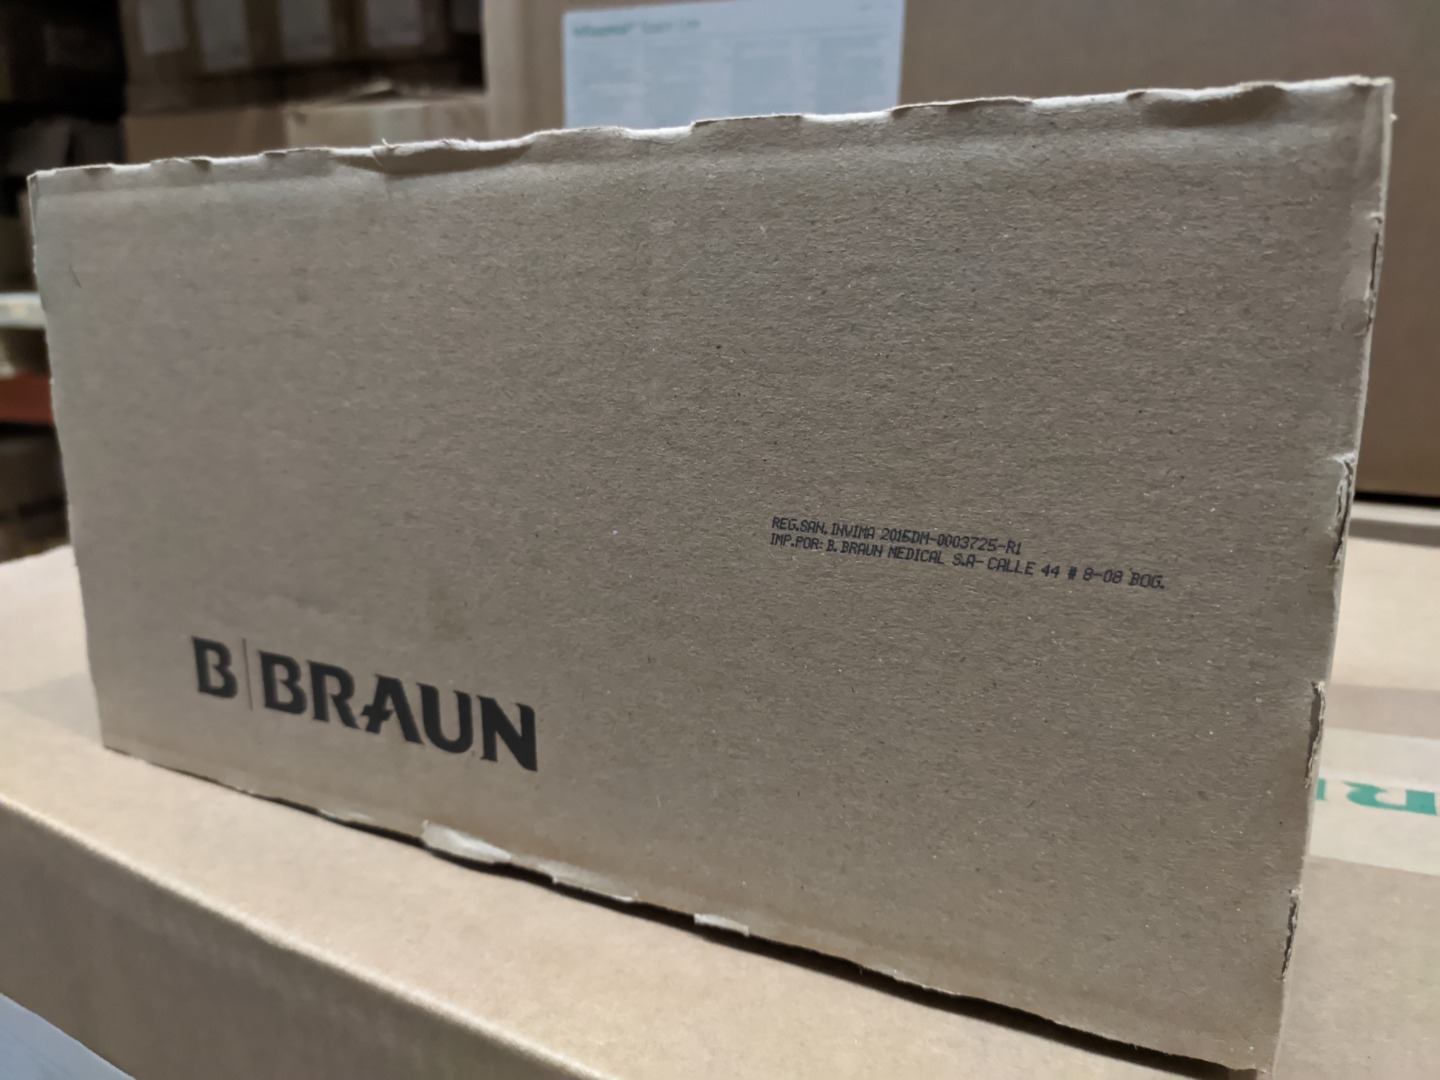 REG.SAN. INVIMA 2015DM-0003725-R1
IMP.POR: B. BRAUN MEDICAL S.A- CALLE 44 # 8-08 BOG.
B BRAUN